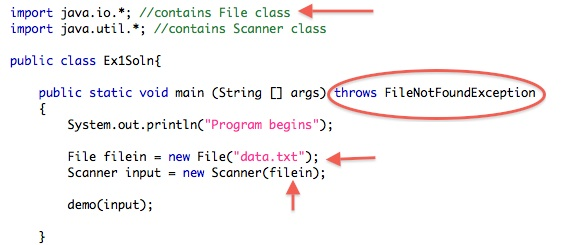 import java.io.*; //contains File class
import java.util.*; //contains Scanner class
public class Ex1Soln{
public static void main (String [] args) throws FileNotFoundException
{
System.out.println("Program begins");
File filein = new File("data.txt");
Scanner input = new Scanner(filein);
demo(input);
}